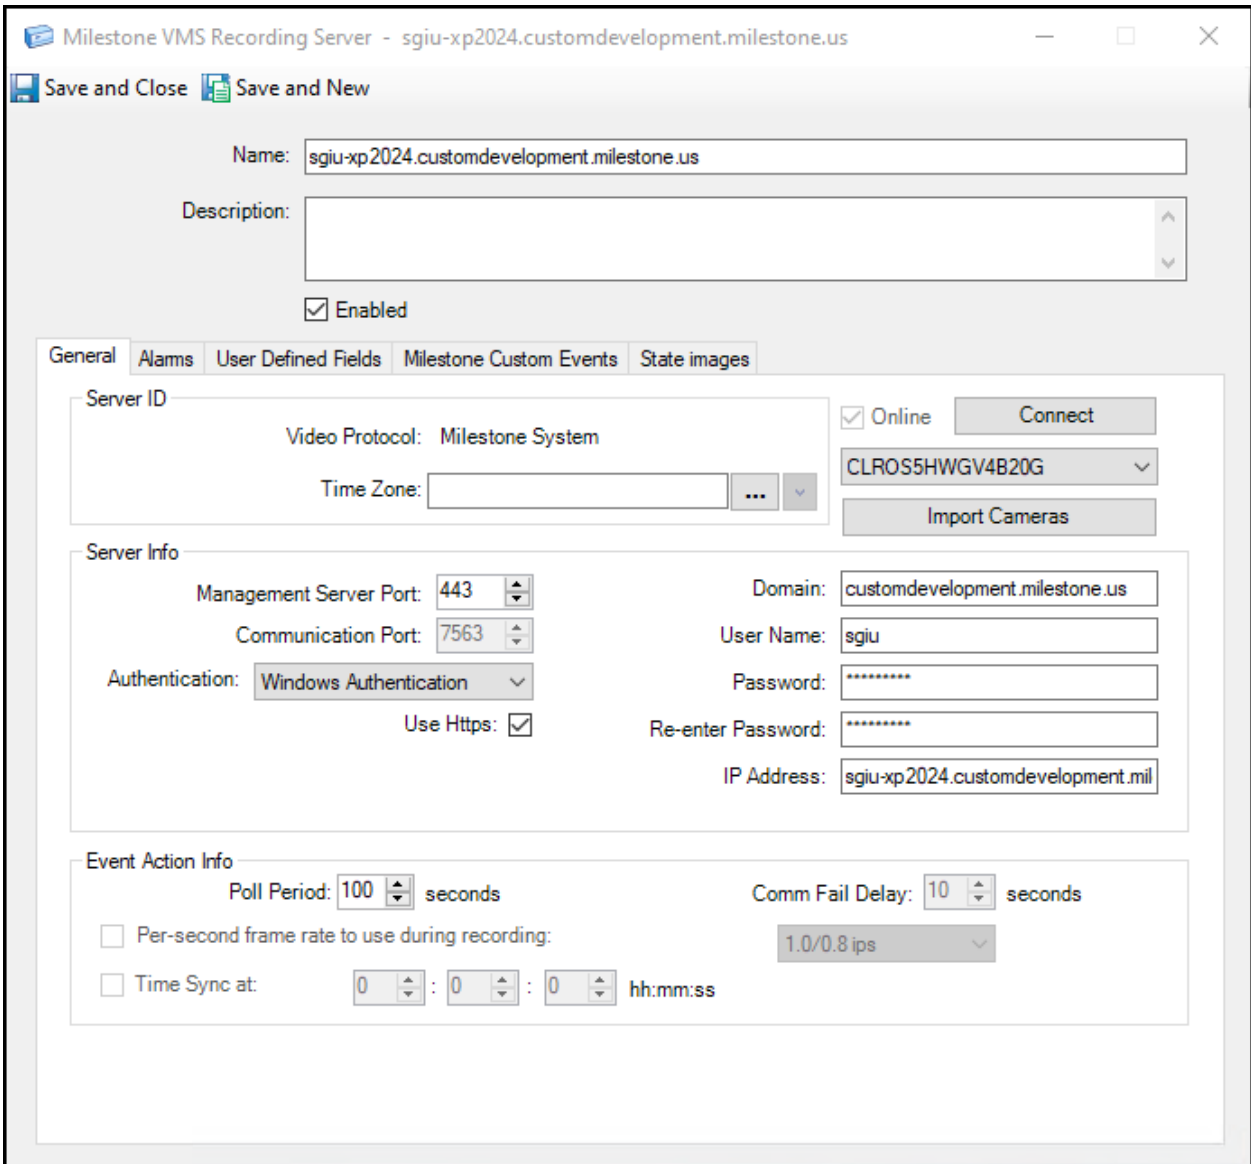 Milestone VMS Recording Server - sgiu-xp2024.customdevelopment.milestone.us
Save and Close Save and New
Name: sgiu-xp2024.customdevelopment.milestone.us
Description:
Enabled
General Alarms User Defined Fields Milestone Custom Events State images
Server ID
Video Protocol: Milestone System
Time Zone: ...
Online Connect
CLROS5HWGV4B20G
Import Cameras
Server Info
Management Server Port: 443
Communication Port: 7563
Authentication: Windows Authentication
Use Https:
Domain: customdevelopment.milestone.us
User Name: sgiu
Password: *********
Re-enter Password: *********
IP Address: sgiu-xp2024.customdevelopment.mil
Event Action Info
Poll Period: 100 seconds
Comm Fail Delay: 10 seconds
Per-second frame rate to use during recording: 1.0/0.8 ips
Time Sync at: 0 : 0 : 0 hh:mm:ss